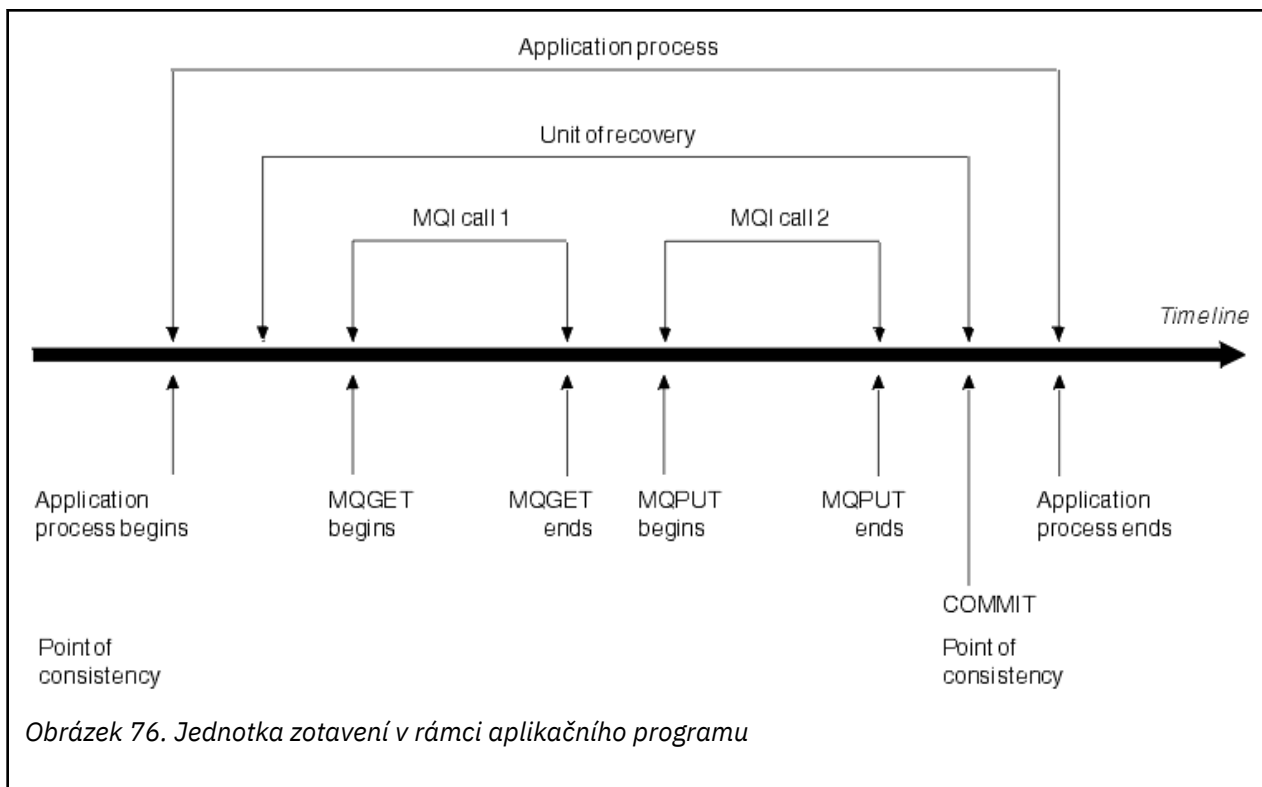 Application process
Unit of recovery
MQI call 1
MQI call 2
Timeline
Application
process begins
MQGET
begins
MQGET
ends
MQPUT
begins
MQPUT
ends
Application
process ends
COMMIT
Point of
consistency
Point of
consistency
Obrázek 76. Jednotka zotavení v rámci aplikačního programu